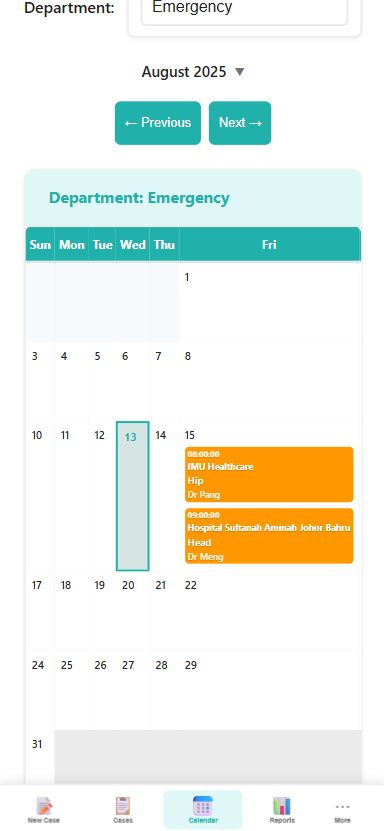 Department:
Emergency
August 2025 ▼
← Previous
Next →
Department: Emergency
Sun Mon Tue Wed Thu Fri
1
3 4 5 6 7 8
10 11 12 13 14 15
08:00:00
IMU Healthcare
Hip
Dr Pang
09:00:00
Hospital Sultanah Aminah Johor Bahru
Head
Dr Meng
17 18 19 20 21 22
24 25 26 27 28 29
31
New Case Cases Calendar Reports More